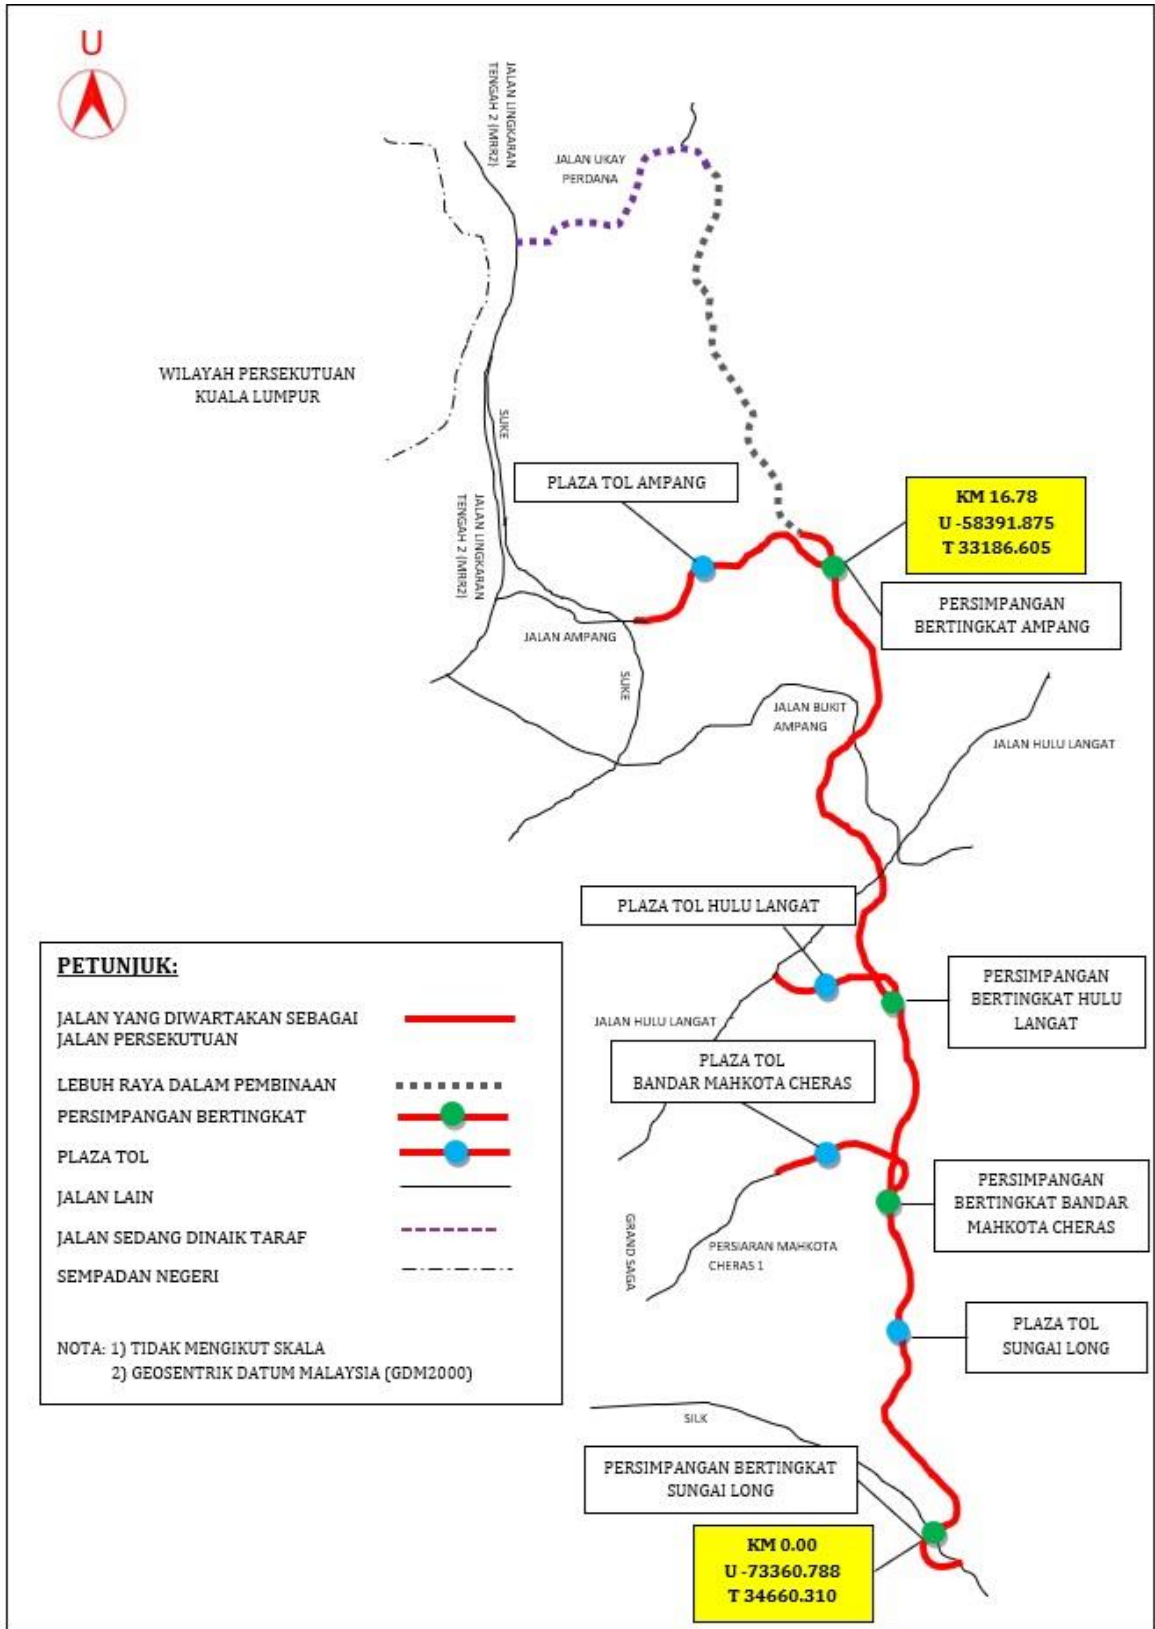 U
JALAN LINGKARAN
TENGAH 2 (MRR2)
JALAN UKAY
PERDANA
WILAYAH PERSEKUTUAN
KUALA LUMPUR
SUKE
PLAZA TOL AMPANG
KM 16.78
U -58391.875
T 33186.605
JALAN LINGKARAN
TENGAH 2 (MRR2)
PERSIMPANGAN
BERTINGKAT AMPANG
JALAN AMPANG
SUKE
JALAN BUKIT
AMPANG
JALAN HULU LANGAT
PLAZA TOL HULU LANGAT
PERSIMPANGAN
BERTINGKAT HULU
LANGAT
JALAN HULU LANGAT
PLAZA TOL
BANDAR MAHKOTA CHERAS
PERSIMPANGAN
BERTINGKAT BANDAR
MAHKOTA CHERAS
GRAND SAGA
PERSIARAN MAHKOTA
CHERAS 1
PLAZA TOL
SUNGAI LONG
SILK
PERSIMPANGAN BERTINGKAT
SUNGAI LONG
KM 0.00
U -73360.788
T 34660.310
PETUNJUK:
JALAN YANG DIWARTAKAN SEBAGAI
JALAN PERSEKUTUAN
LEBUH RAYA DALAM PEMBINAAN
PERSIMPANGAN BERTINGKAT
PLAZA TOL
JALAN LAIN
JALAN SEDANG DINAIK TARAF
SEMPADAN NEGERI
NOTA: 1) TIDAK MENGIKUT SKALA
2) GEOSENTRIK DATUM MALAYSIA (GDM2000)